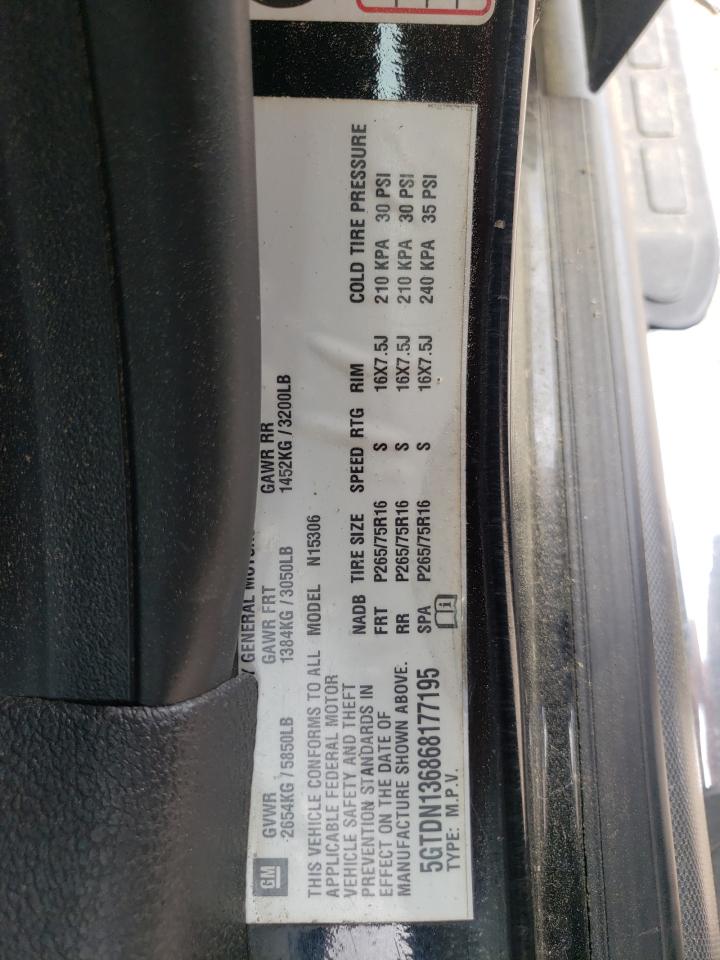 GM
GENERAL MOTOR
GVWR GAWR FRT GAWR RR
2654KG / 5850LB 1384KG / 3050LB 1452KG / 3200LB
THIS VEHICLE CONFORMS TO ALL
APPLICABLE FEDERAL MOTOR
VEHICLE SAFETY AND THEFT
PREVENTION STANDARDS IN
EFFECT ON THE DATE OF
MANUFACTURE SHOWN ABOVE.
5GTDN136868177195
TYPE: M.P.V.
MODEL N15306
NADB TIRE SIZE SPEED RTG RIM COLD TIRE PRESSURE
FRT P265/75R16 S 16X7.5J 210 KPA 30 PSI
RR P265/75R16 S 16X7.5J 210 KPA 30 PSI
SPA P265/75R16 S 16X7.5J 240 KPA 35 PSI